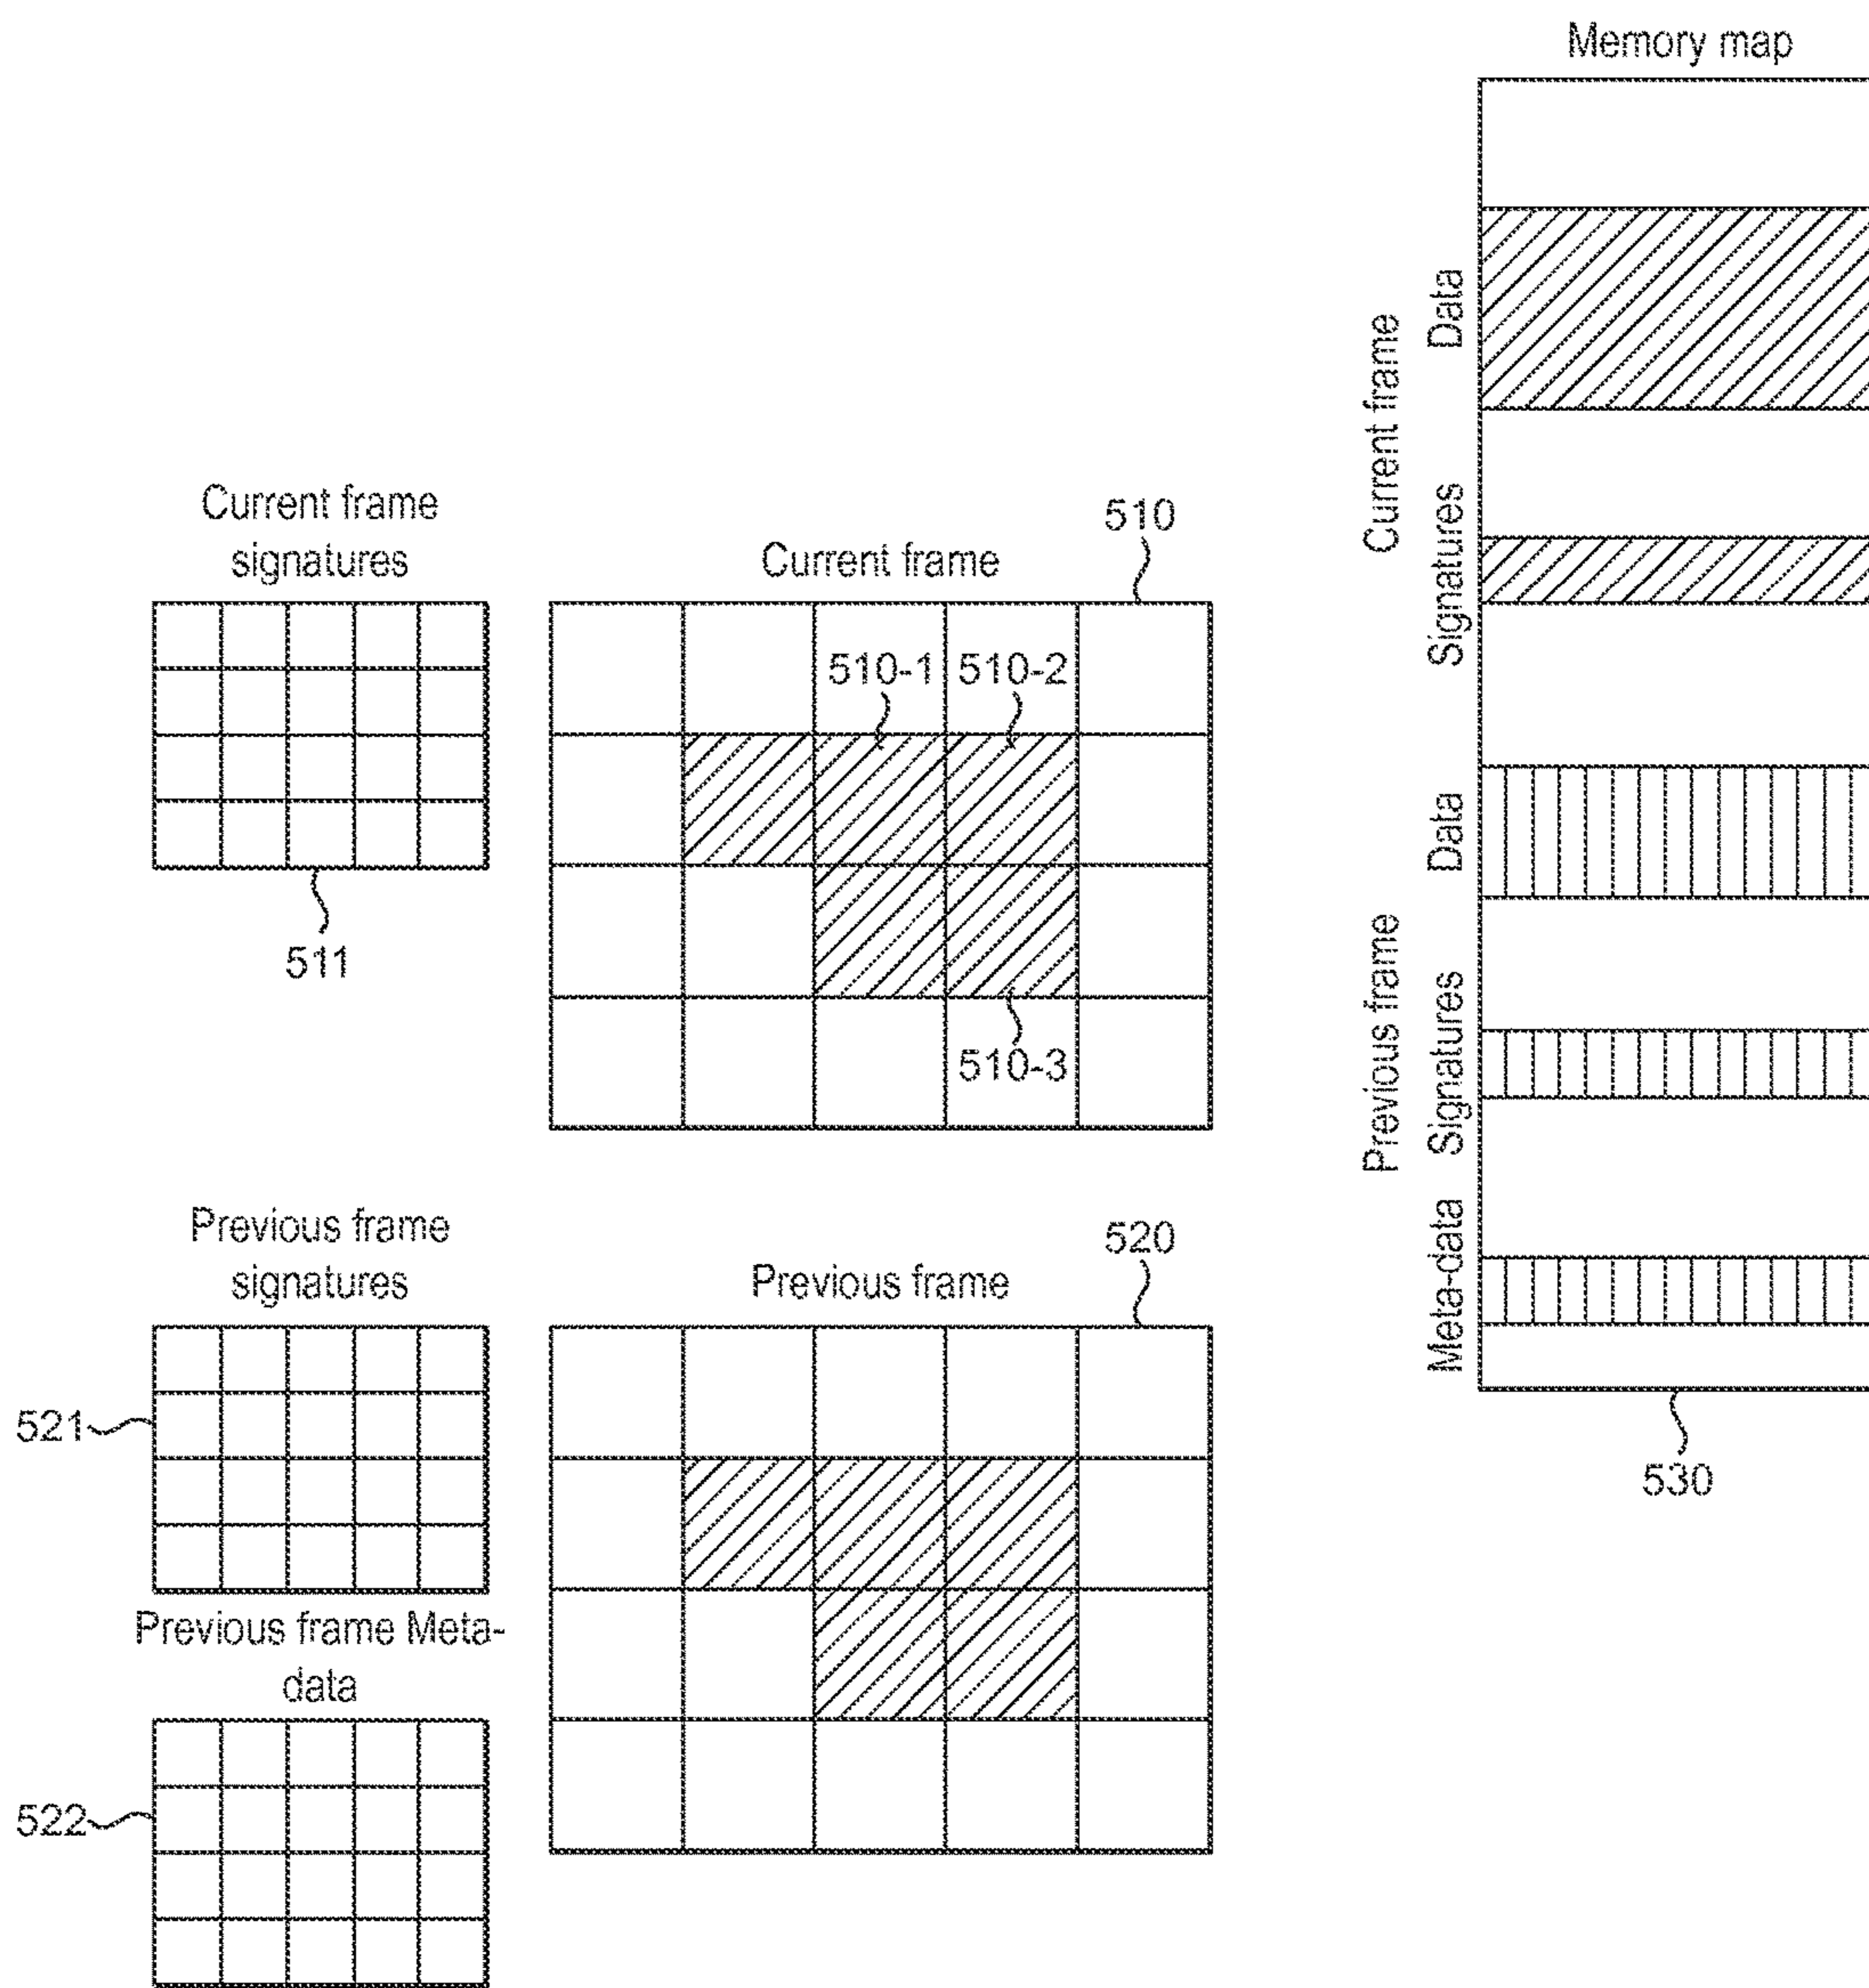 Memory map
Current frame
Data
Signatures
Previous frame
Data
Signatures
Meta-data
530
Current frame
signatures
511
Current frame
510
510-1
510-2
510-3
Previous frame
signatures
521
Previous frame Meta-
data
522
Previous frame
520